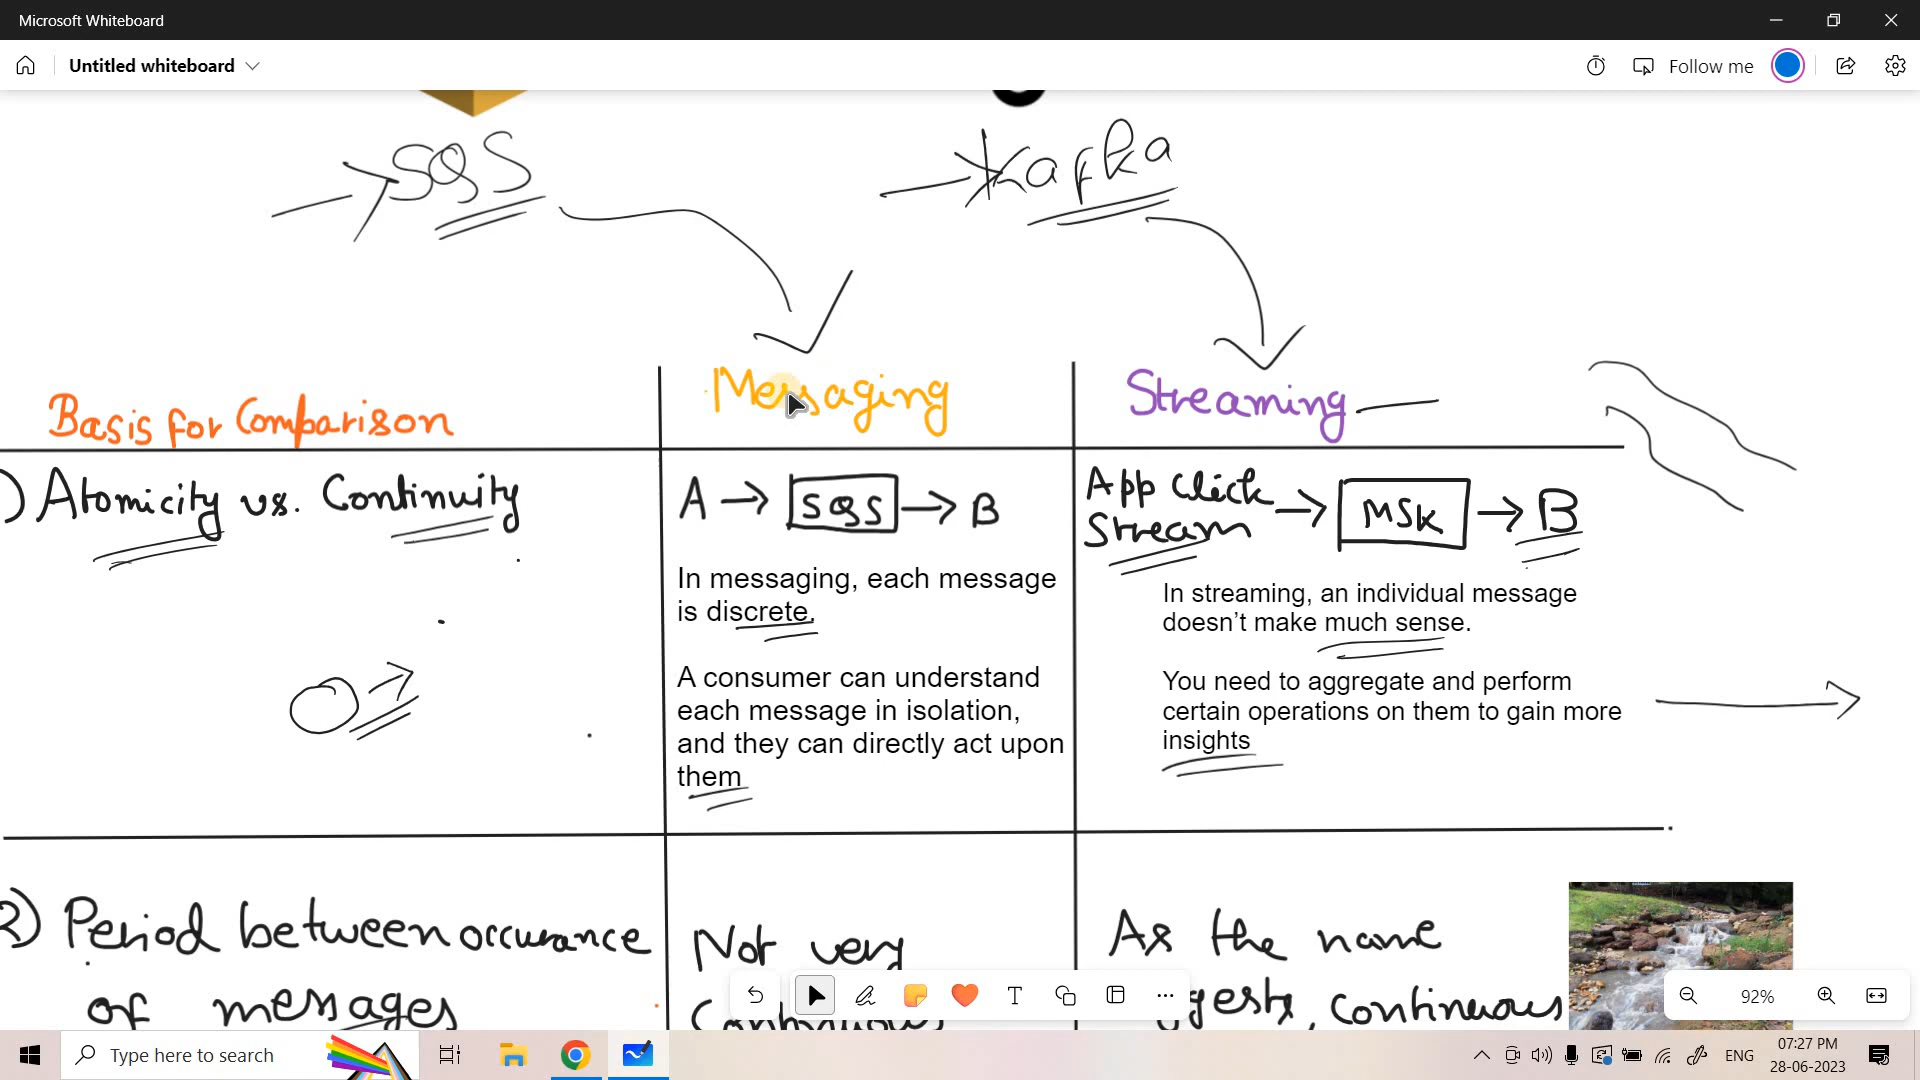 Microsoft Whiteboard
Untitled whiteboard
Follow me
SQS
Kafka
Basis for Comparison
Messaging
Streaming
1) Atomicity vs. Continuity
A → SQS → B
In messaging, each message
is discrete.
A consumer can understand
each message in isolation,
and they can directly act upon
them
App Click
Stream → MSK → B
In streaming, an individual message
doesn't make much sense.
You need to aggregate and perform
certain operations on them to gain more
insights
2) Period between occurance
of messages
Not very
Continuous
As the name
gests, continuous
92%
Type here to search
ENG
07:27 PM
28-06-2023